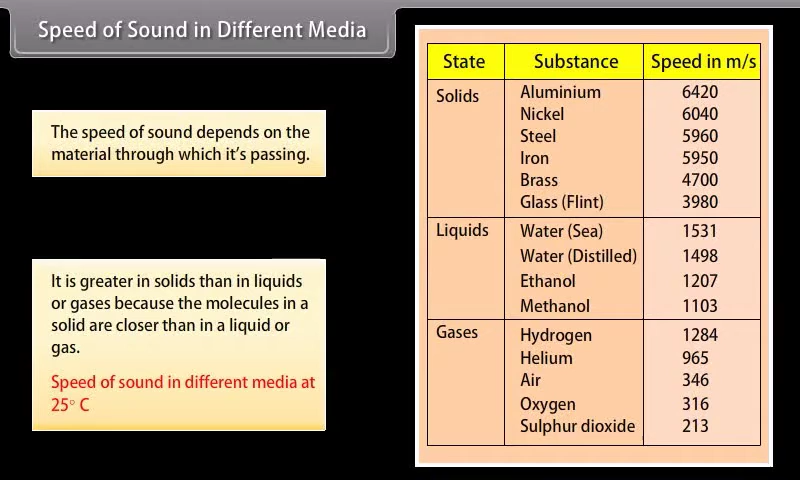 Speed of Sound in Different Media
The speed of sound depends on the
material through which it's passing.
It is greater in solids than in liquids
or gases because the molecules in a
solid are closer than in a liquid or
gas.
Speed of sound in different media at
25° C
State Substance Speed in m/s
Solids Aluminium 6420
Nickel 6040
Steel 5960
Iron 5950
Brass 4700
Glass (Flint) 3980
Liquids Water (Sea) 1531
Water (Distilled) 1498
Ethanol 1207
Methanol 1103
Gases Hydrogen 1284
Helium 965
Air 346
Oxygen 316
Sulphur dioxide 213